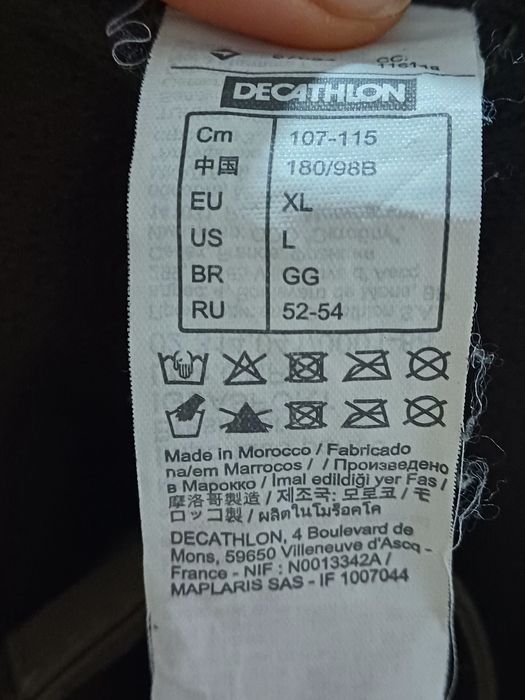 DECATHLON
Cm 107-115
中国 180/98B
EU XL
US L
BR GG
RU 52-54
Made in Morocco / Fabricado
na/em Marrocos / / Произведено
в Марокко / İmal edildiği yer Fas /
摩洛哥製造 / 제조국: 모로코 / モ
ロッコ製 / ผลิตในโมร็อคโค
DECATHLON, 4 Boulevard de
Mons, 59650 Villeneuve d'Ascq -
France - NIF : N0013342A /
MAPLARIS SAS - IF 1007044